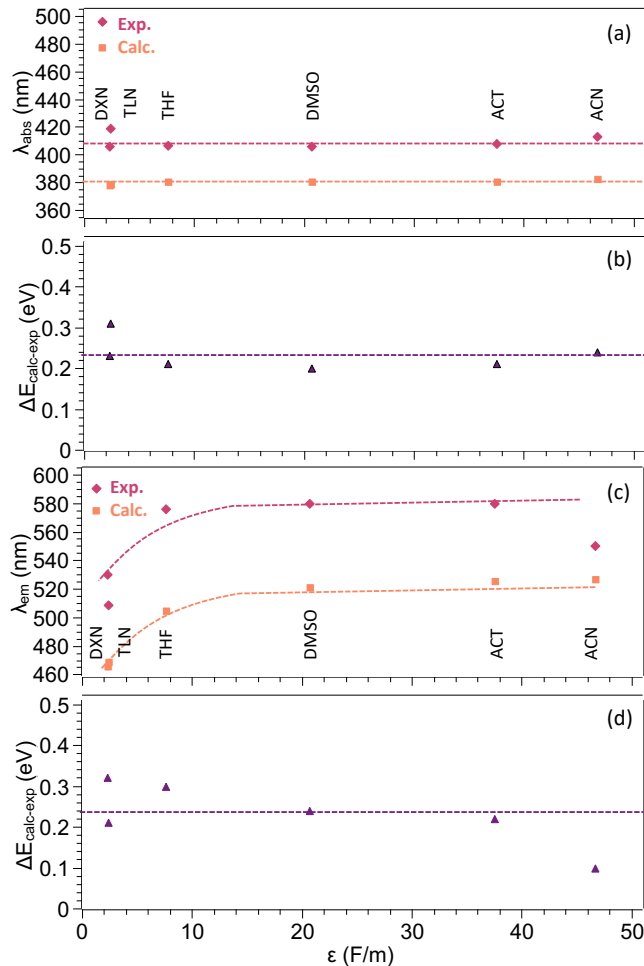 500
480
460
440
420
400
380
360
λabs (nm)
Exp.
Calc.
(a)
DXN
TLN
THF
DMSO
ACT
ACN
0.5
0.4
0.3
0.2
0.1
0
ΔEcalc-exp (eV)
(b)
600
580
560
540
520
500
480
460
λem (nm)
Exp.
Calc.
(c)
DXN
TLN
THF
DMSO
ACT
ACN
0.5
0.4
0.3
0.2
0.1
0
ΔEcalc-exp (eV)
(d)
0 10 20 30 40 50
ε (F/m)